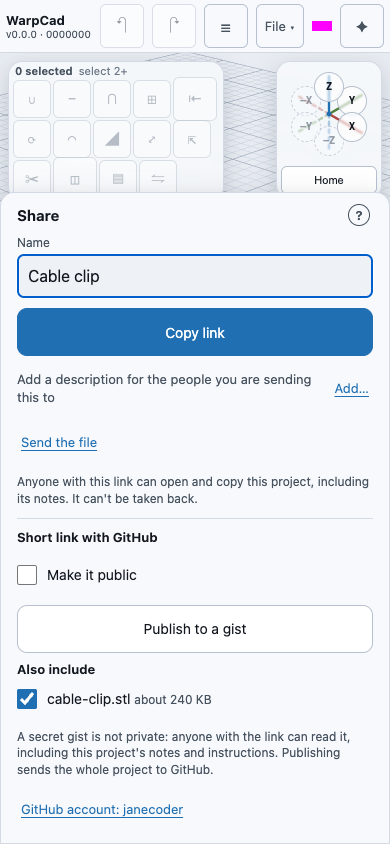 WarpCad
v0.0.0 · 0000000
File
0 selected select 2+
Z
-X
Y
-Y
X
-Z
Home
Share
?
Name
Cable clip
Copy link
Add a description for the people you are sending
this to
Add...
Send the file
Anyone with this link can open and copy this project, including
its notes. It can't be taken back.
Short link with GitHub
Make it public
Publish to a gist
Also include
cable-clip.stl about 240 KB
A secret gist is not private: anyone with the link can read it,
including this project's notes and instructions. Publishing
sends the whole project to GitHub.
GitHub account: janecoder